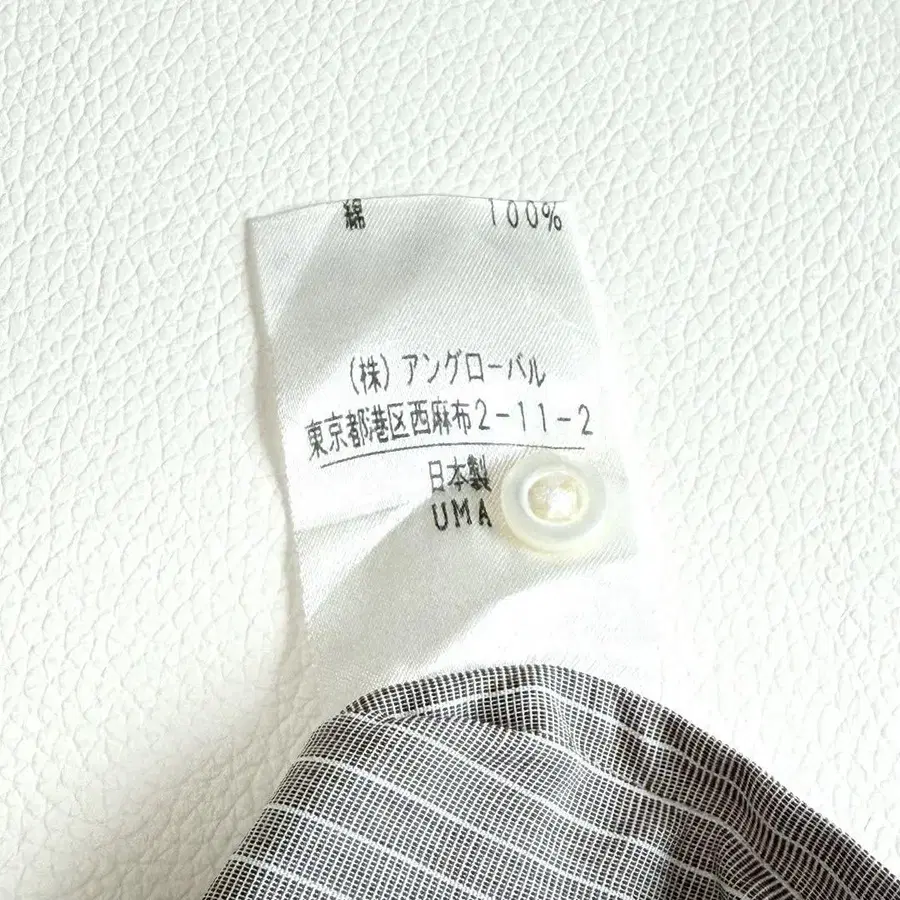 綿 100%
(株)アングローバル
東京都港区西麻布2-11-2
日本製
UMA